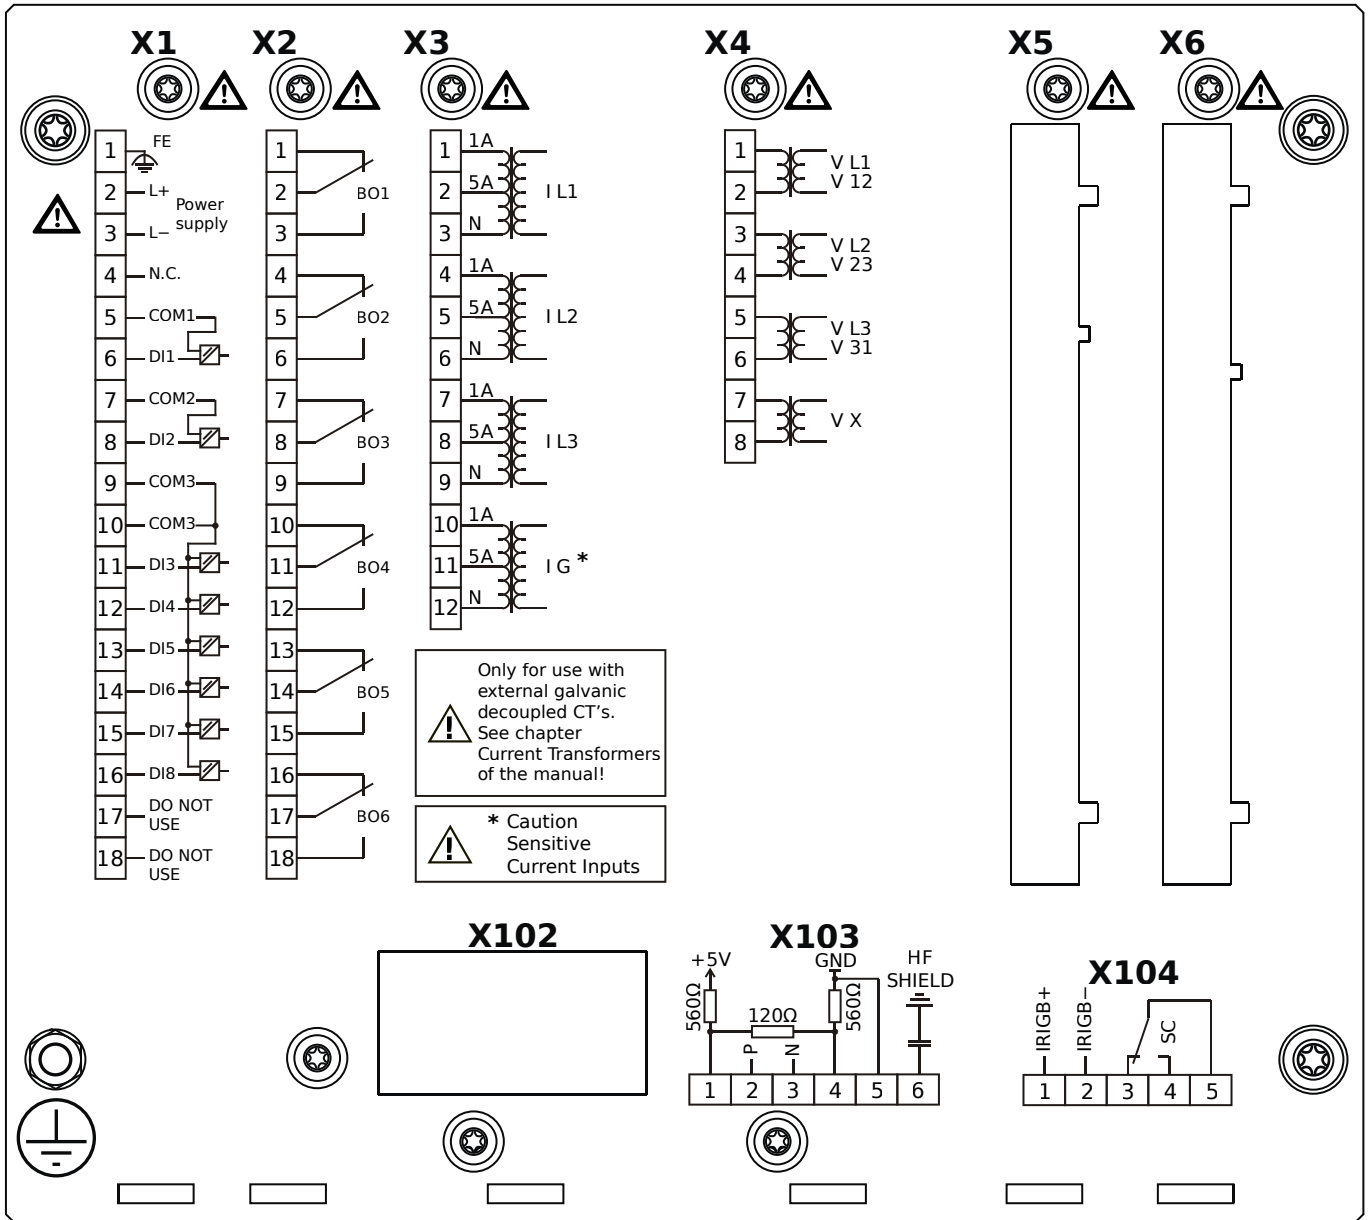 X1
X2
X3
X4
X5
X6
1
FE
2
L+
Power
supply
3
L−
4
N.C.
5
COM1
6
DI1
7
COM2
8
DI2
9
COM3
10
COM3
11
DI3
12
DI4
13
DI5
14
DI6
15
DI7
16
DI8
17
DO NOT
USE
18
DO NOT
USE
1
2
BO1
3
4
5
BO2
6
7
8
BO3
9
10
11
BO4
12
13
14
BO5
15
16
17
BO6
18
1
1A
2
5A
I L1
3
N
4
1A
5
5A
I L2
6
N
7
1A
8
5A
I L3
9
N
10
1A
11
5A
I G *
12
N
Only for use with
external galvanic
decoupled CT's.
See chapter
Current Transformers
of the manual!
* Caution
Sensitive
Current Inputs
1
V L1
2
V 12
3
V L2
4
V 23
5
V L3
6
V 31
7
V X
8
X102
X103
+5V
GND
HF
SHIELD
560Ω
120Ω
560Ω
P
N
1 2 3 4 5 6
X104
IRIGB+
IRIGB−
SC
1 2 3 4 5